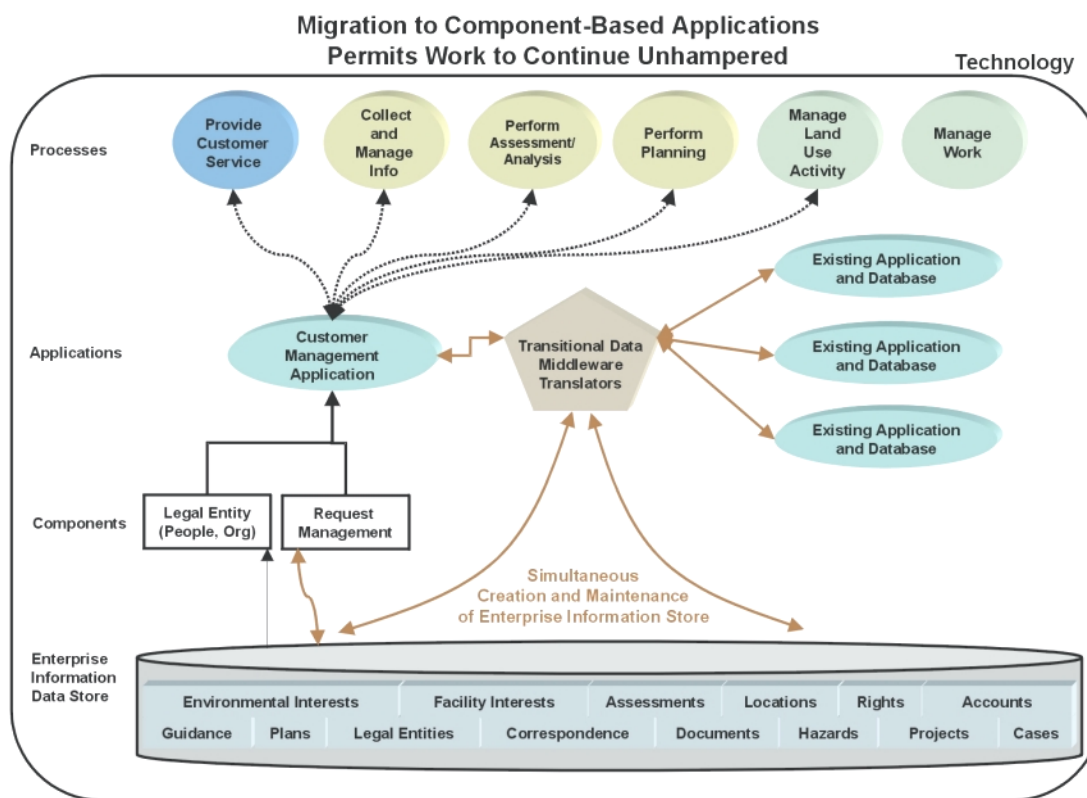 Migration to Component-Based Applications
Permits Work to Continue Unhampered
Technology
Processes
Provide
Customer
Service
Collect
and
Manage
Info
Perform
Assessment/
Analysis
Perform
Planning
Manage
Land
Use
Activity
Manage
Work
Existing Application
and Database
Applications
Customer
Management
Application
Transitional Data
Middleware
Translators
Existing Application
and Database
Existing Application
and Database
Components
Legal Entity
(People, Org)
Request
Management
Simultaneous
Creation and Maintenance
of Enterprise Information Store
Enterprise
Information
Data Store
Environmental Interests
Facility Interests
Assessments
Locations
Rights
Accounts
Guidance
Plans
Legal Entities
Correspondence
Documents
Hazards
Projects
Cases